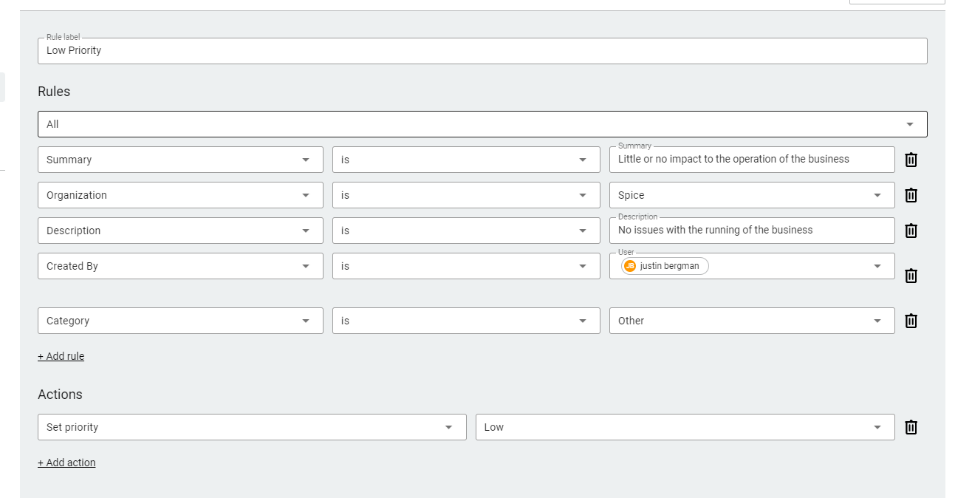 Rule label
Low Priority
Rules
All
Summary is Summary Little or no impact to the operation of the business
Organization is Spice
Description is Description No issues with the running of the business
Created By is User JB justin bergman
Category is Other
+ Add rule
Actions
Set priority Low
+ Add action